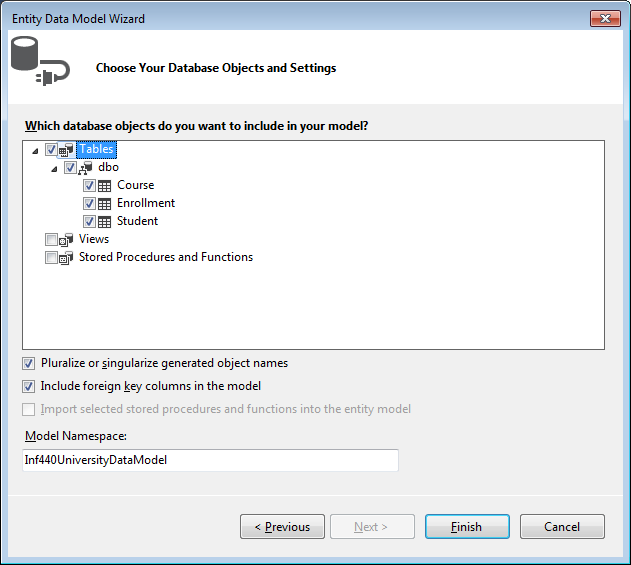 Entity Data Model Wizard
Choose Your Database Objects and Settings
Which database objects do you want to include in your model?
Tables
dbo
Course
Enrollment
Student
Views
Stored Procedures and Functions
Pluralize or singularize generated object names
Include foreign key columns in the model
Import selected stored procedures and functions into the entity model
Model Namespace:
Inf440UniversityDataModel
< Previous Next > Finish Cancel